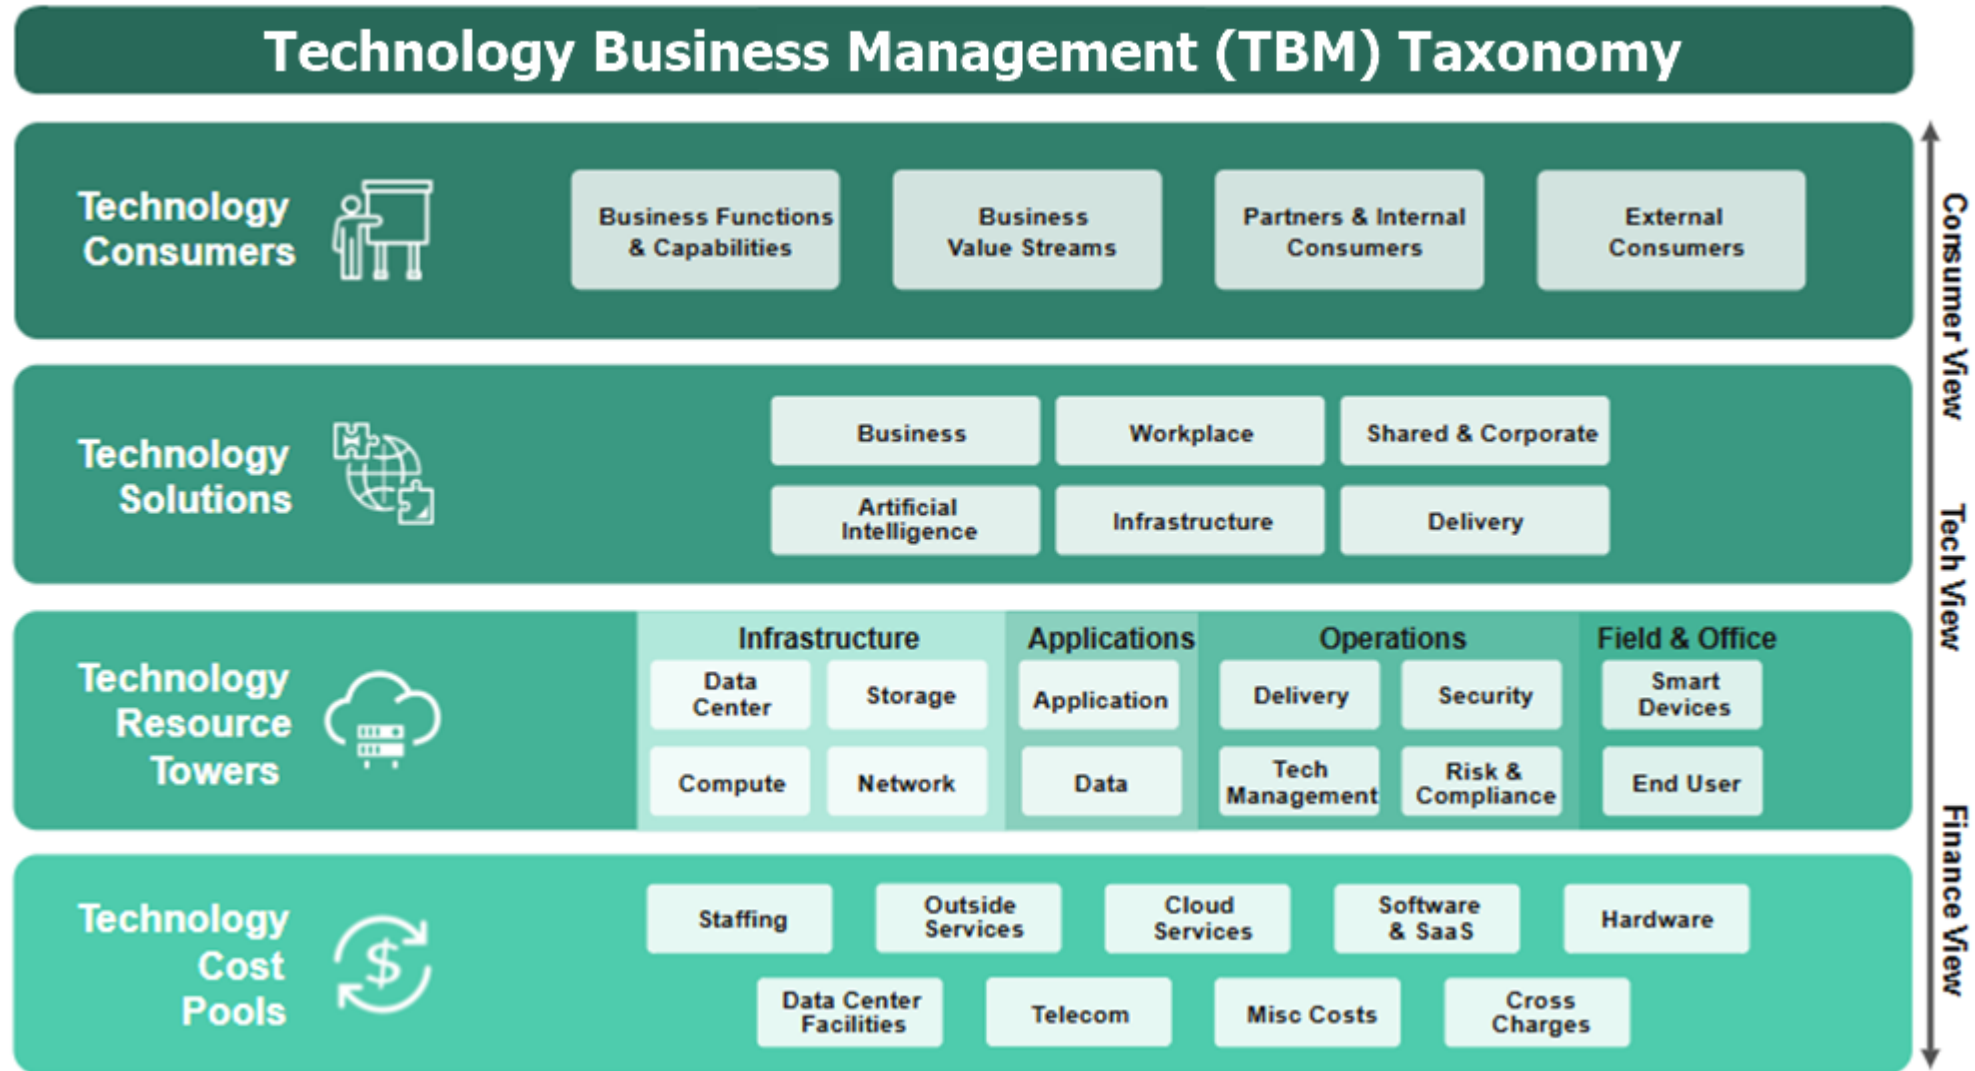 Technology Business Management (TBM) Taxonomy
Technology
Consumers
Business Functions
& Capabilities
Business
Value Streams
Partners & Internal
Consumers
External
Consumers
Consumer View
Technology
Solutions
Business
Workplace
Shared & Corporate
Artificial
Intelligence
Infrastructure
Delivery
Tech View
Technology
Resource
Towers
Infrastructure
Data
Center
Storage
Compute
Network
Applications
Application
Data
Operations
Delivery
Security
Tech
Management
Risk &
Compliance
Field & Office
Smart
Devices
End User
Technology
Cost
Pools
Staffing
Outside
Services
Cloud
Services
Software
& SaaS
Hardware
Data Center
Facilities
Telecom
Misc Costs
Cross
Charges
Finance View